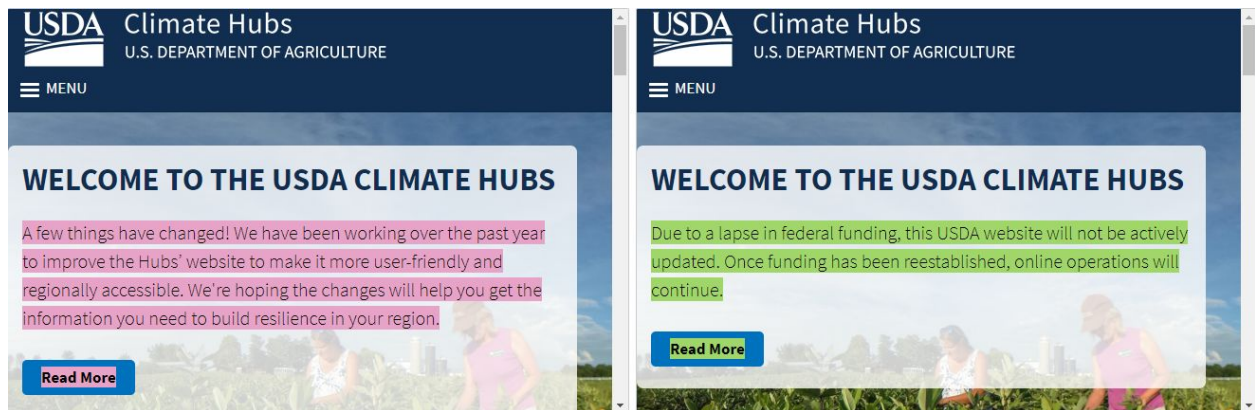 USDA Climate Hubs
U.S. DEPARTMENT OF AGRICULTURE
MENU
WELCOME TO THE USDA CLIMATE HUBS
A few things have changed! We have been working over the past year
to improve the Hubs' website to make it more user-friendly and
regionally accessible. We're hoping the changes will help you get the
information you need to build resilience in your region.
Read More
USDA Climate Hubs
U.S. DEPARTMENT OF AGRICULTURE
MENU
WELCOME TO THE USDA CLIMATE HUBS
Due to a lapse in federal funding, this USDA website will not be actively
updated. Once funding has been reestablished, online operations will
continue.
Read More